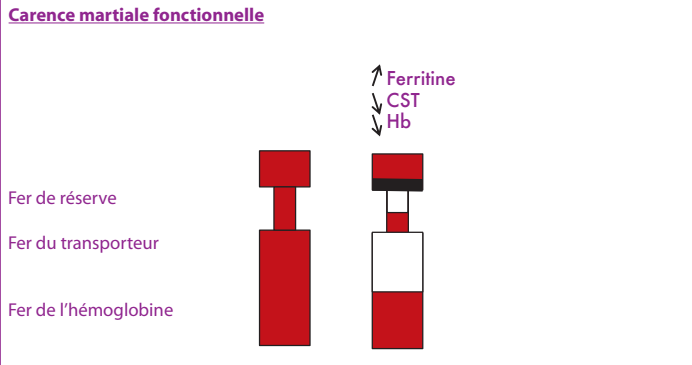 Carence martiale fonctionnelle
Ferritine
CST
Hb
Fer de réserve
Fer du transporteur
Fer de l’hémoglobine